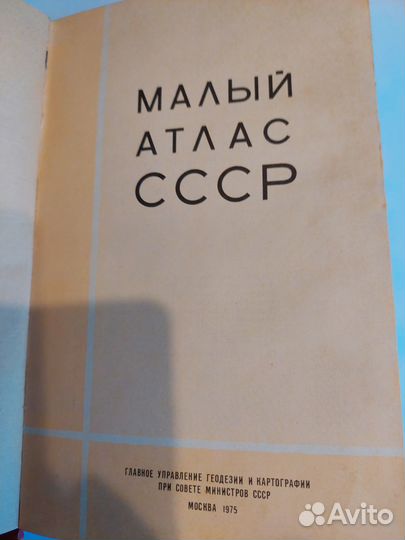 МАЛЫЙ
АТЛАС
СССР
ГЛАВНОЕ УПРАВЛЕНИЕ ГЕОДЕЗИИ И КАРТОГРАФИИ
ПРИ СОВЕТЕ МИНИСТРОВ СССР
МОСКВА 1975
Avito